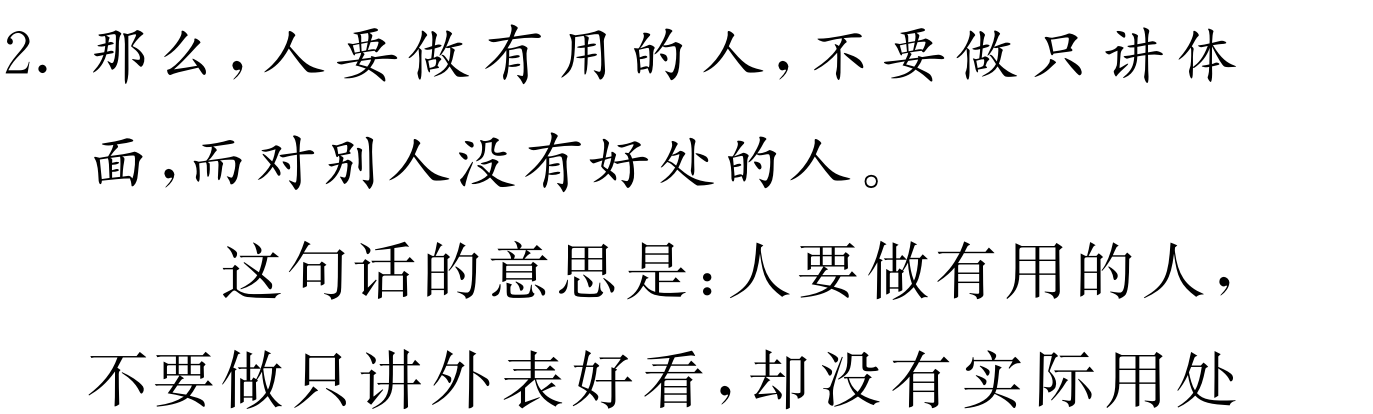 2. 那么,人要做有用的人,不要做只讲体
面,而对别人没有好处的人。
这句话的意思是:人要做有用的人,
不要做只讲外表好看,却没有实际用处